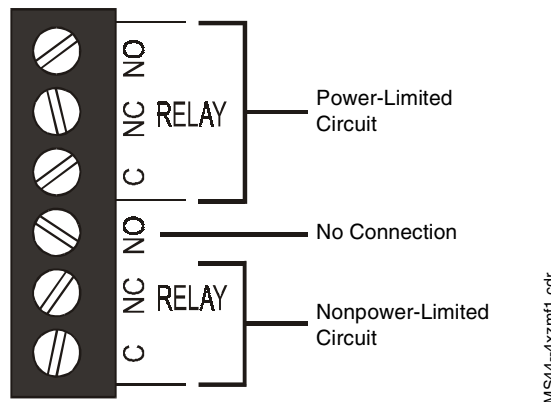 NO
NC RELAY
C
NO
NC RELAY
C
Power-Limited
Circuit
No Connection
Nonpower-Limited
Circuit